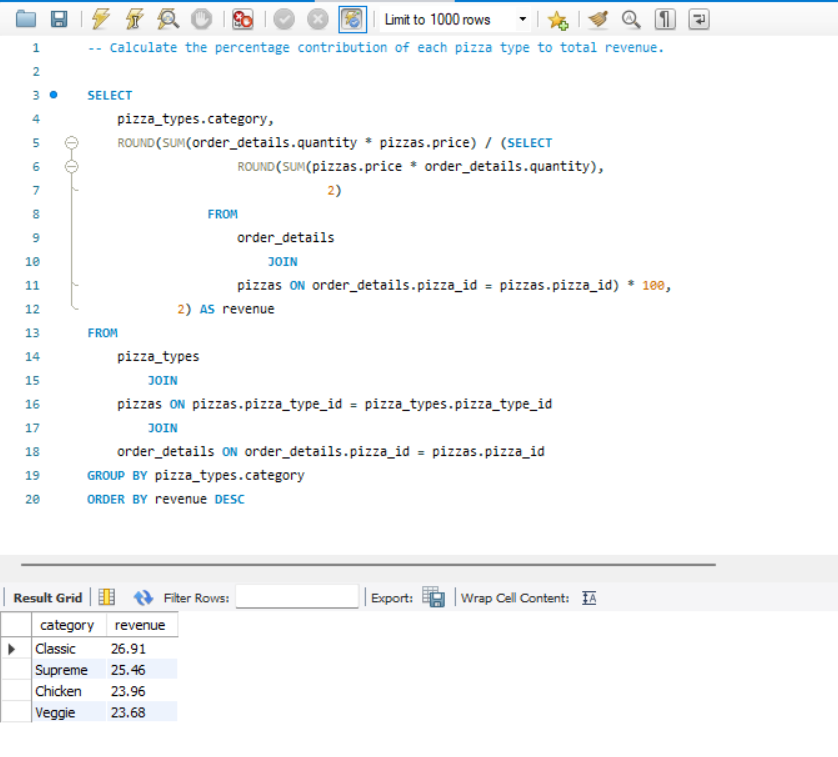 Limit to 1000 rows
1 -- Calculate the percentage contribution of each pizza type to total revenue.
2
3 SELECT
4 pizza_types.category,
5 ROUND(SUM(order_details.quantity * pizzas.price) / (SELECT
6 ROUND(SUM(pizzas.price * order_details.quantity),
7 2)
8 FROM
9 order_details
10 JOIN
11 pizzas ON order_details.pizza_id = pizzas.pizza_id) * 100,
12 2) AS revenue
13 FROM
14 pizza_types
15 JOIN
16 pizzas ON pizzas.pizza_type_id = pizza_types.pizza_type_id
17 JOIN
18 order_details ON order_details.pizza_id = pizzas.pizza_id
19 GROUP BY pizza_types.category
20 ORDER BY revenue DESC
Result Grid Filter Rows: Export: Wrap Cell Content: IA
category revenue
Classic 26.91
Supreme 25.46
Chicken 23.96
Veggie 23.68